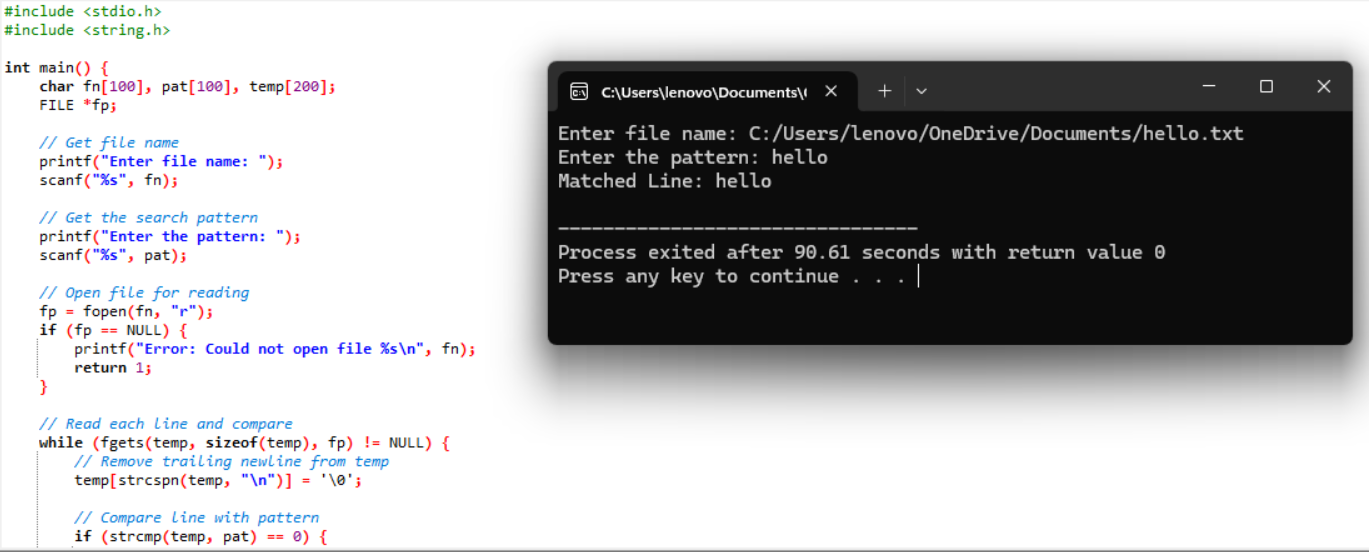 #include <stdio.h>
#include <string.h>
int main() {
    char fn[100], pat[100], temp[200];
    FILE *fp;
    // Get file name
    printf("Enter file name: ");
    scanf("%s", fn);
    // Get the search pattern
    printf("Enter the pattern: ");
    scanf("%s", pat);
    // Open file for reading
    fp = fopen(fn, "r");
    if (fp == NULL) {
        printf("Error: Could not open file %s\n", fn);
        return 1;
    }
    // Read each line and compare
    while (fgets(temp, sizeof(temp), fp) != NULL) {
        // Remove trailing newline from temp
        temp[strcspn(temp, "\n")] = '\0';
        // Compare line with pattern
        if (strcmp(temp, pat) == 0) {
C:\Users\lenovo\Documents\
Enter file name: C:/Users/lenovo/OneDrive/Documents/hello.txt
Enter the pattern: hello
Matched Line: hello
--------------------------------
Process exited after 90.61 seconds with return value 0
Press any key to continue . . .